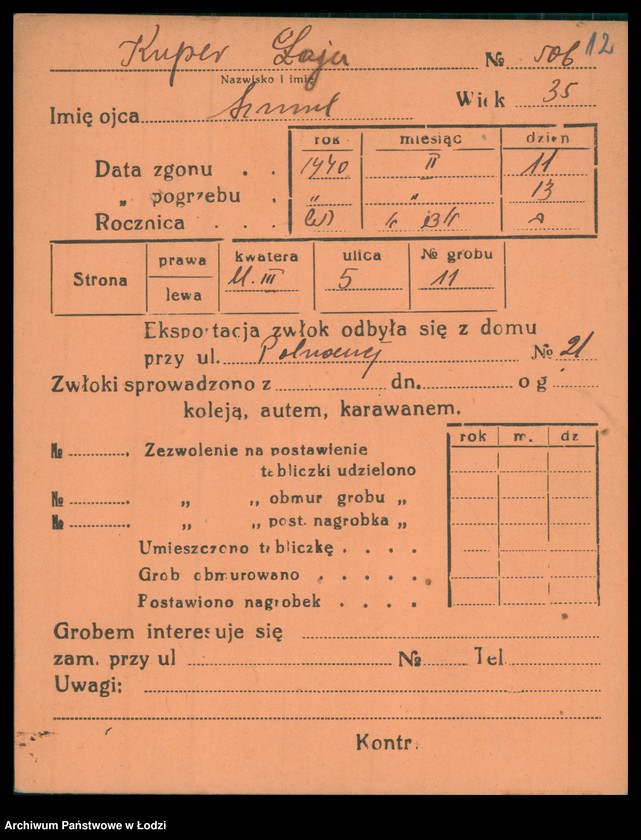 Kuper Łaja № 506 12
Nazwisko i imię
Imię ojca Szmul Wiek 35
rok miesiąc dzień
Data zgonu . . 1940 II 11
„ pogrzebu . „ „ 13
Rocznica . . .
Strona prawa kwatera ulica № grobu
lewa M. III 5 11
Eksportacja zwłok odbyła się z domu
przy ul. Północnej № 21
Zwłoki sprowadzono z dn. o g
koleją, autem, karawanem.
rok m. dz
№ Zezwolenie na postawienie
tabliczki udzielono
№ „ „ obmur grobu „
№ „ „ post. nagrobka „
Umieszczono tabliczkę . . . .
Grob obmurowano . . . .
Postawiono nagrobek . . . .
Grobem interesuje się
zam. przy ul № Tel.
Uwagi:
Kontr.
Archiwum Państwowe w Łodzi